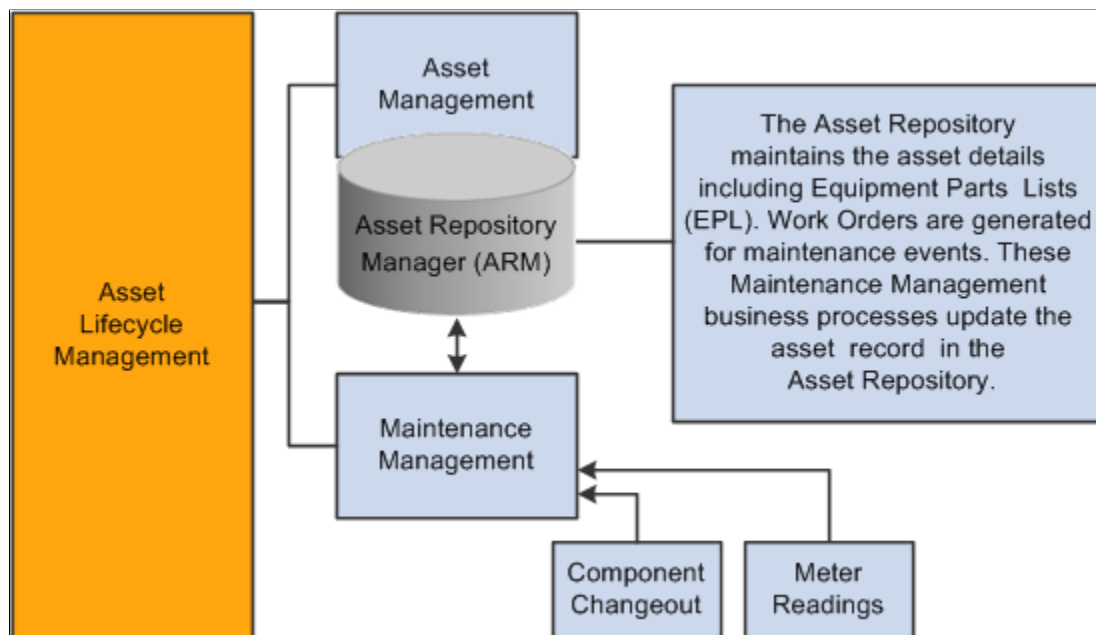 Asset
Lifecycle
Management
Asset
Management
Asset Repository
Manager (ARM)
Maintenance
Management
The Asset Repository
maintains the asset details
including Equipment Parts Lists
(EPL). Work Orders are generated
for maintenance events. These
Maintenance Management
business processes update the
asset record in the
Asset Repository.
Component
Changeout
Meter
Readings